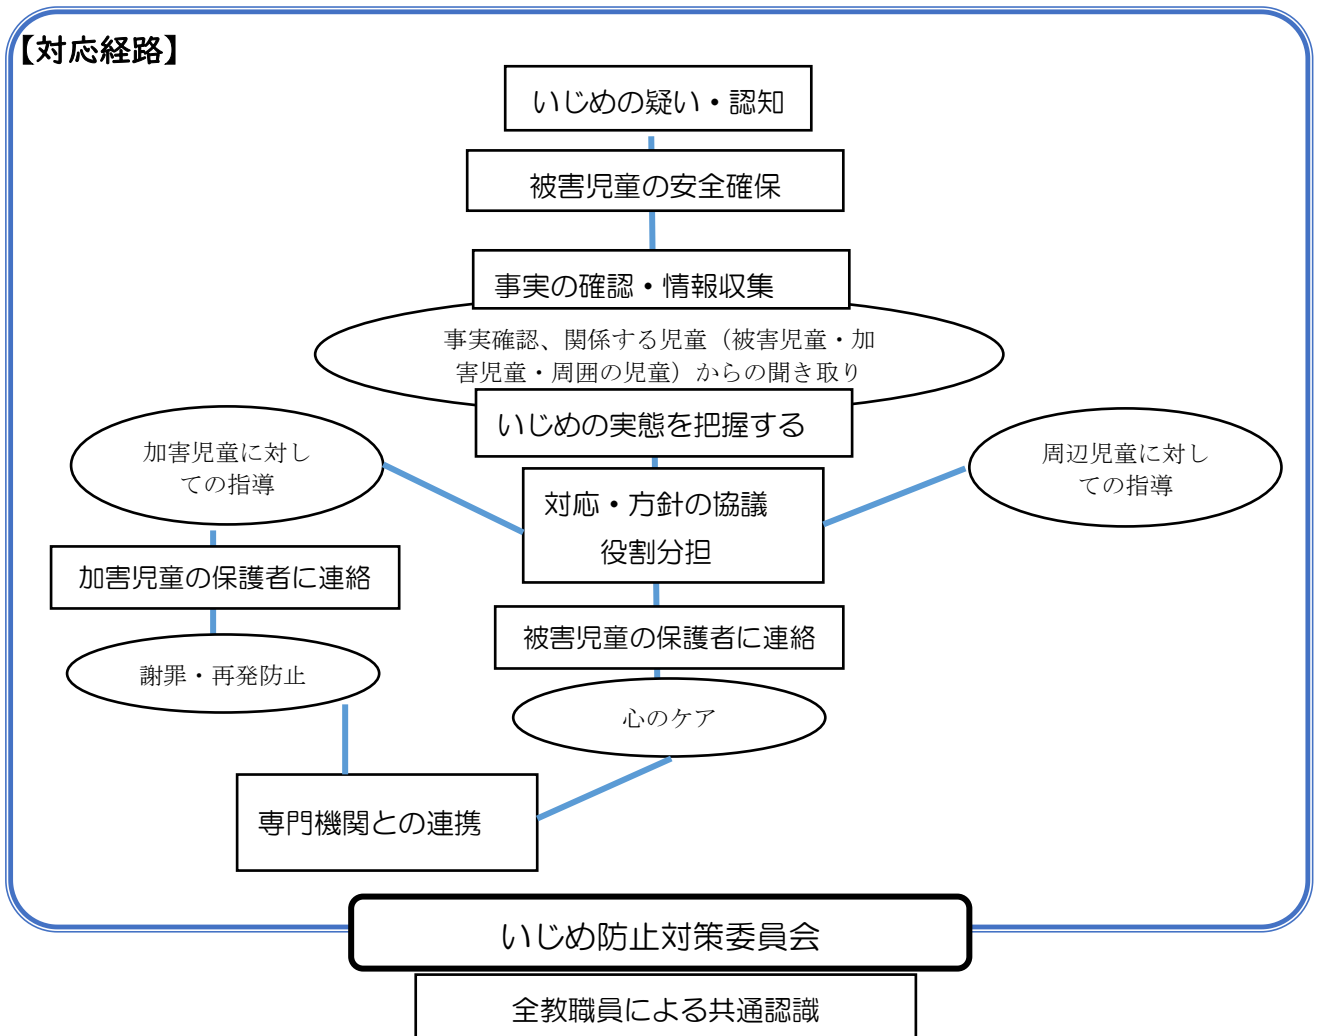 【対応経路】
いじめの疑い・認知
被害児童の安全確保
事実の確認・情報収集
事実確認、関係する児童（被害児童・加
害児童・周囲の児童）からの聞き取り
いじめの実態を把握する
加害児童に対し
ての指導
周辺児童に対し
ての指導
対応・方針の協議
役割分担
加害児童の保護者に連絡
被害児童の保護者に連絡
謝罪・再発防止
心のケア
専門機関との連携
いじめ防止対策委員会
全教職員による共通認識